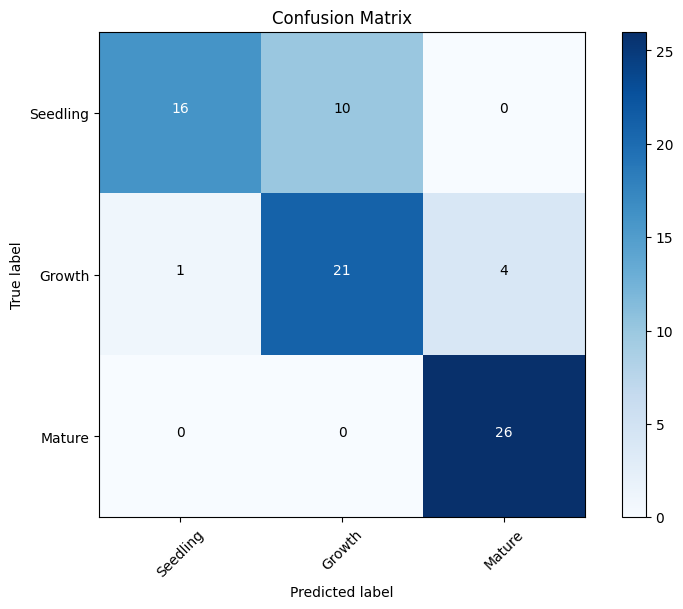 Confusion Matrix
Seedling
16
10
0
Growth
1
21
4
Mature
0
0
26
True label
Seedling
Growth
Mature
Predicted label
25
20
15
10
5
0